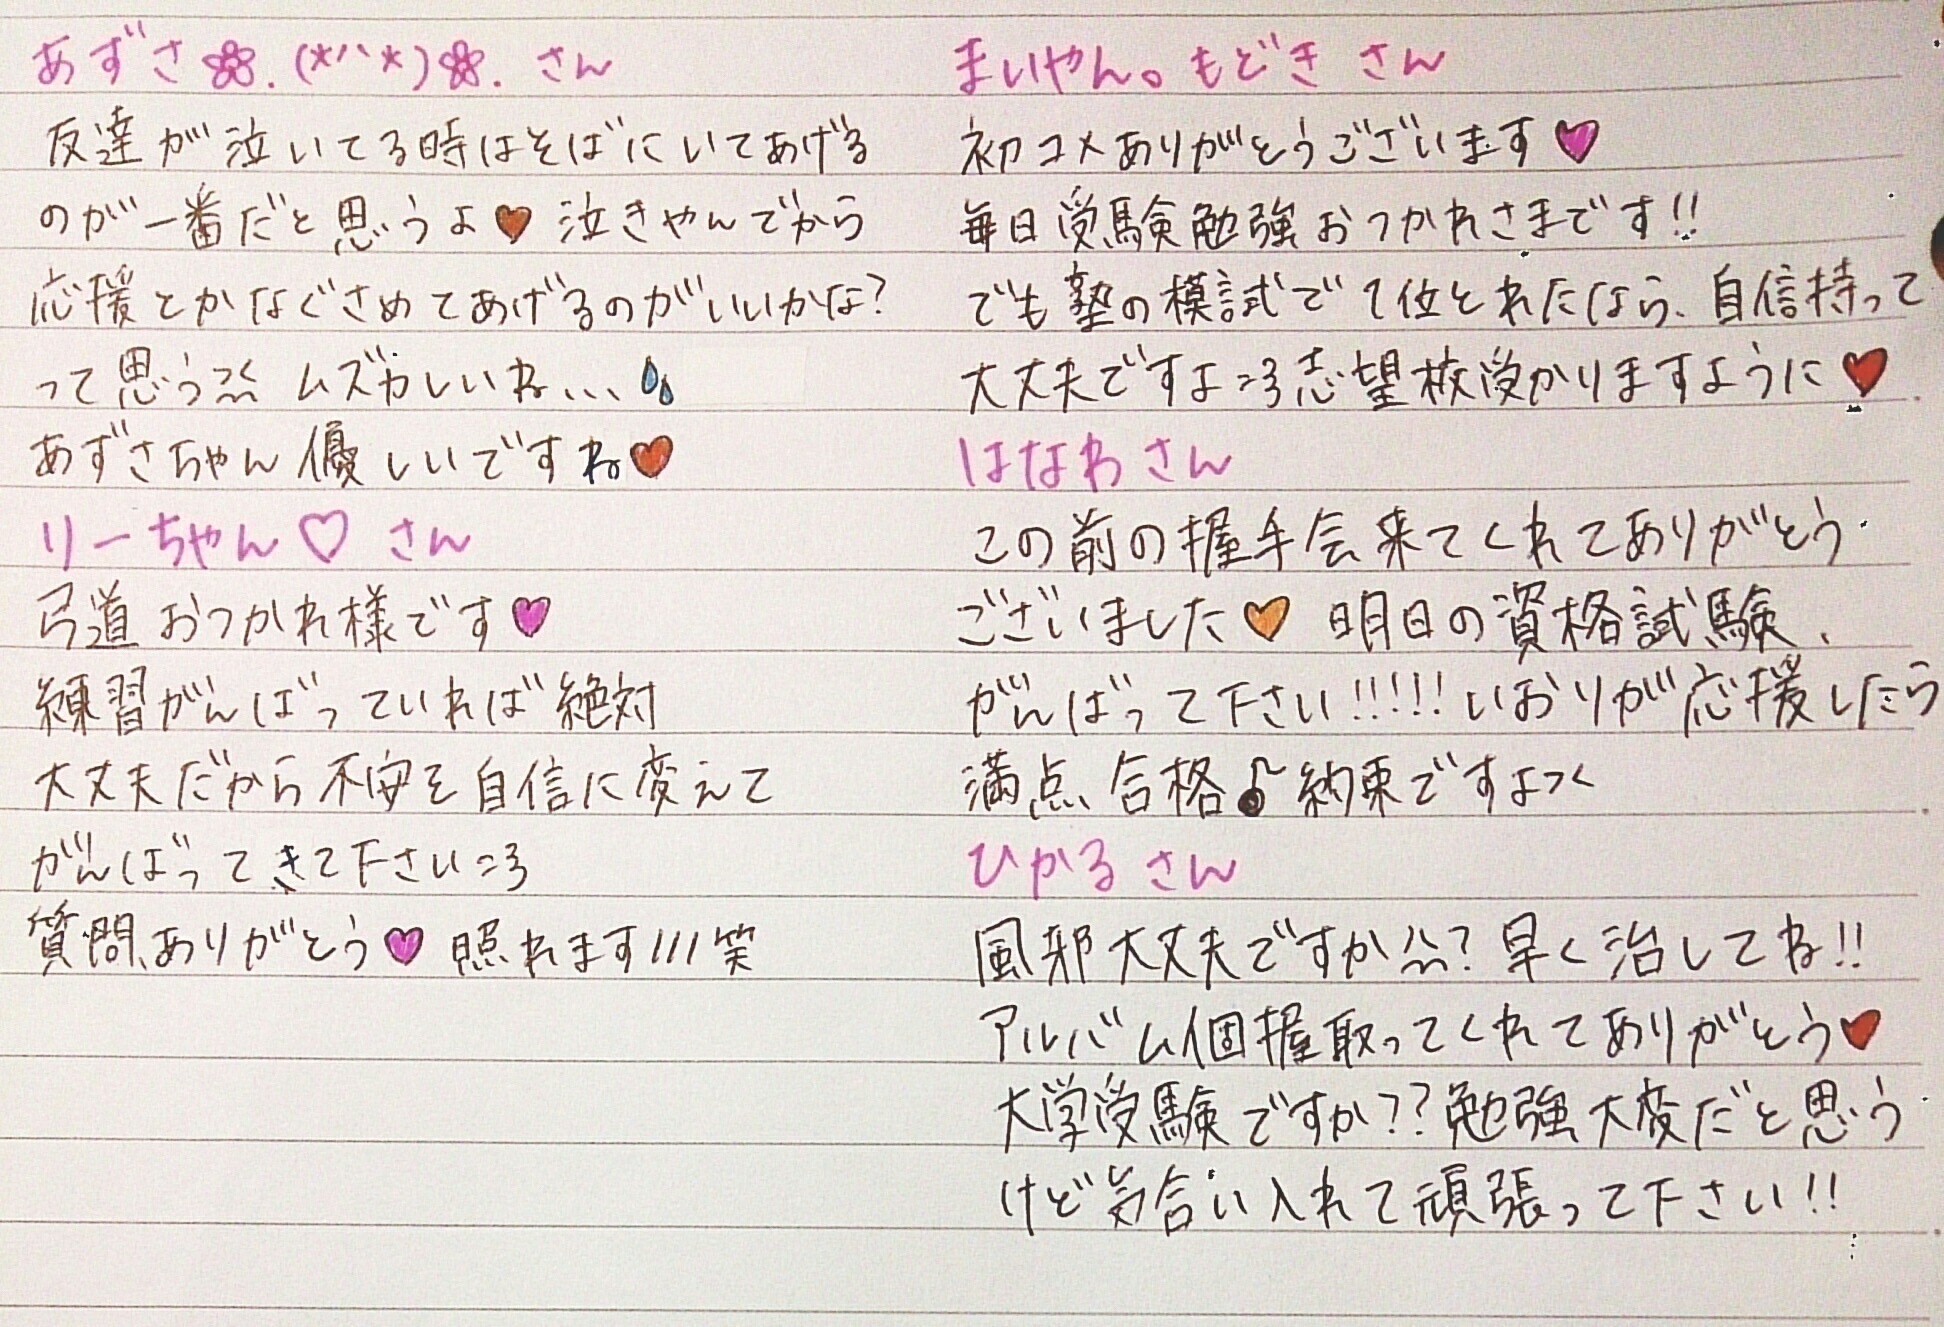 あずさ❀.(*´`*)❀. さん
友達が泣いてる時はそばにいてあげる
のが一番だと思うよ♥ 泣きやんでから
応援とかなぐさめてあげるのがいいかな?
って思う ムズカしいね、、、
あずさちゃん優しいですね♥
りーちゃん♡ さん
弓道おつかれ様です♥
練習がんばっていれば絶対
大丈夫だから不安を自信に変えて
がんばってきて下さい=3
質問ありがとう♥ 照れます///笑
まいやん。もどき さん
初コメありがとうございます♥
毎日受験勉強おつかれさまです!!
でも塾の模試で1位とれたなら、自信持って
大丈夫ですよ=3志望校受かりますように♥
はなわさん
この前の握手会来てくれてありがとう
ございました♥ 明日の資格試験、
がんばって下さい!!!!!いおりが応援したら
満点、合格♪約束ですよ
ひかるさん
風邪大丈夫ですか? 早く治してね!!
アルバム個握取ってくれてありがとう♥
大学受験ですか??勉強大変だと思う
けど気合い入れて頑張って下さい!!